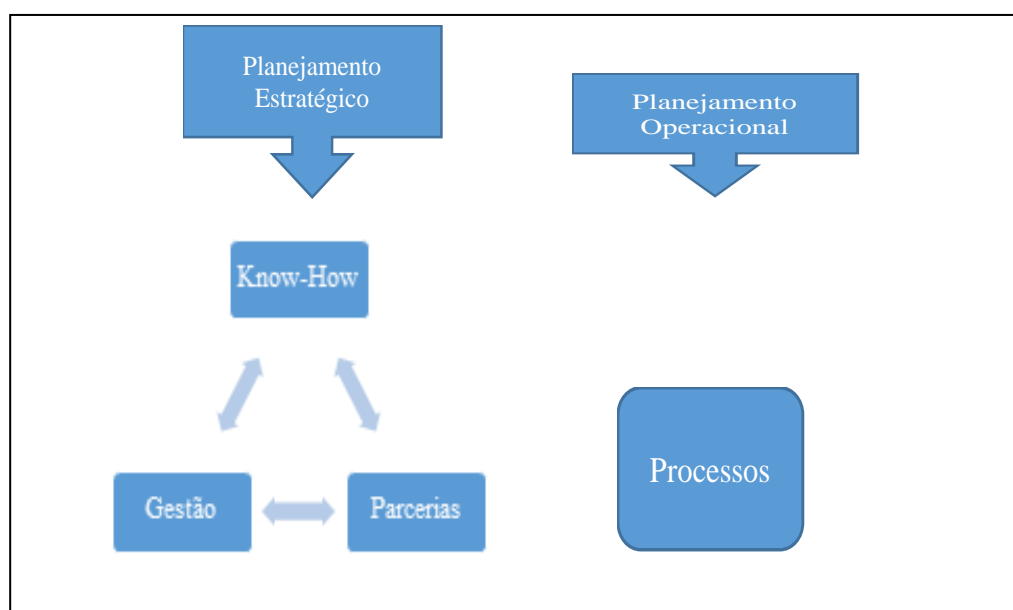 Planejamento
Estratégico
Planejamento
Operacional
Know-How
Gestão
Parcerias
Processos